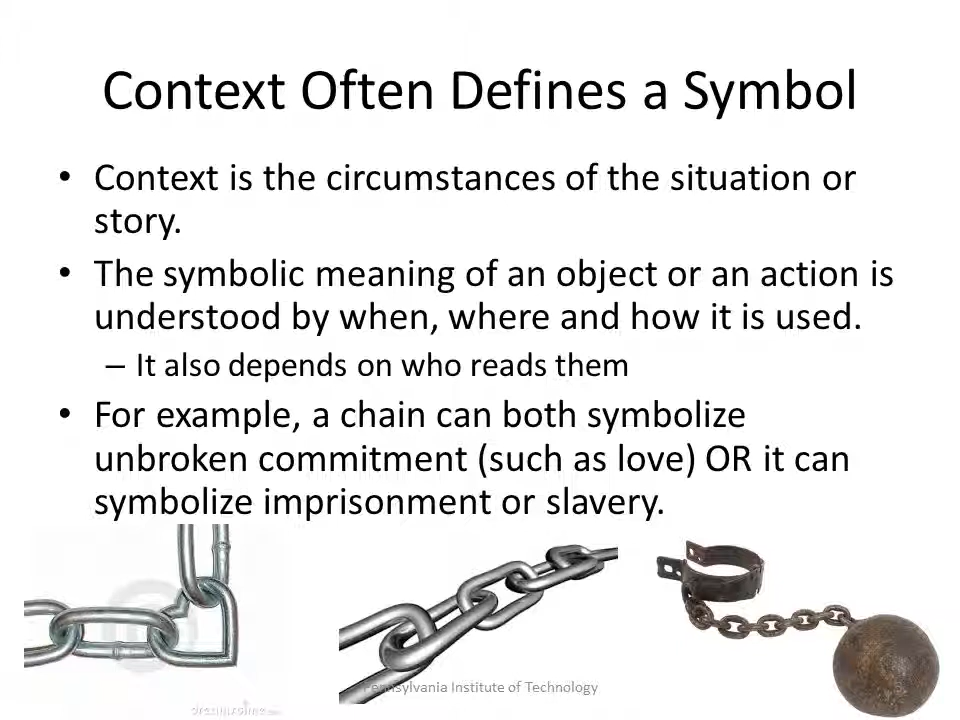 Context Often Defines a Symbol
• Context is the circumstances of the situation or
story.
• The symbolic meaning of an object or an action is
understood by when, where and how it is used.
– It also depends on who reads them
• For example, a chain can both symbolize
unbroken commitment (such as love) OR it can
symbolize imprisonment or slavery.
Pennsylvania Institute of Technology